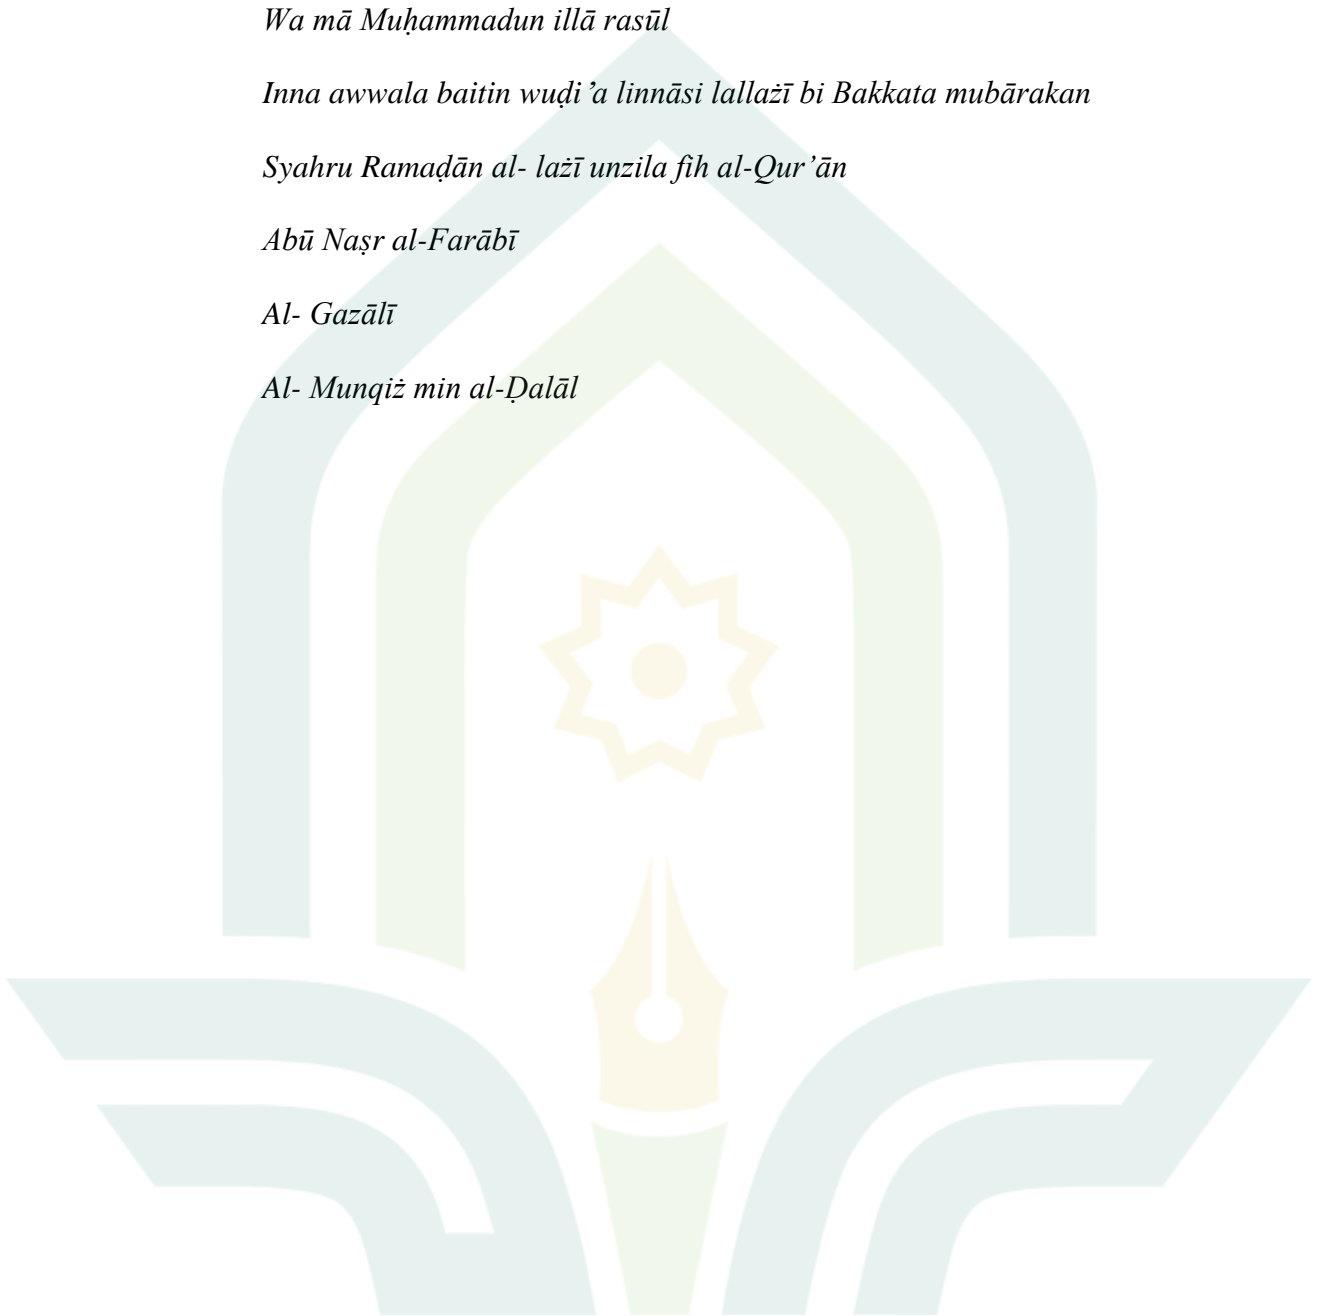 Wa mā Muḥammadun illā rasūl
Inna awwala baitin wuḍi’a linnāsi lallażī bi Bakkata mubārakan
Syahru Ramaḍān al- lażī unzila fih al-Qur’ān
Abū Naṣr al-Farābī
Al- Gazālī
Al- Munqiż min al-Ḍalāl